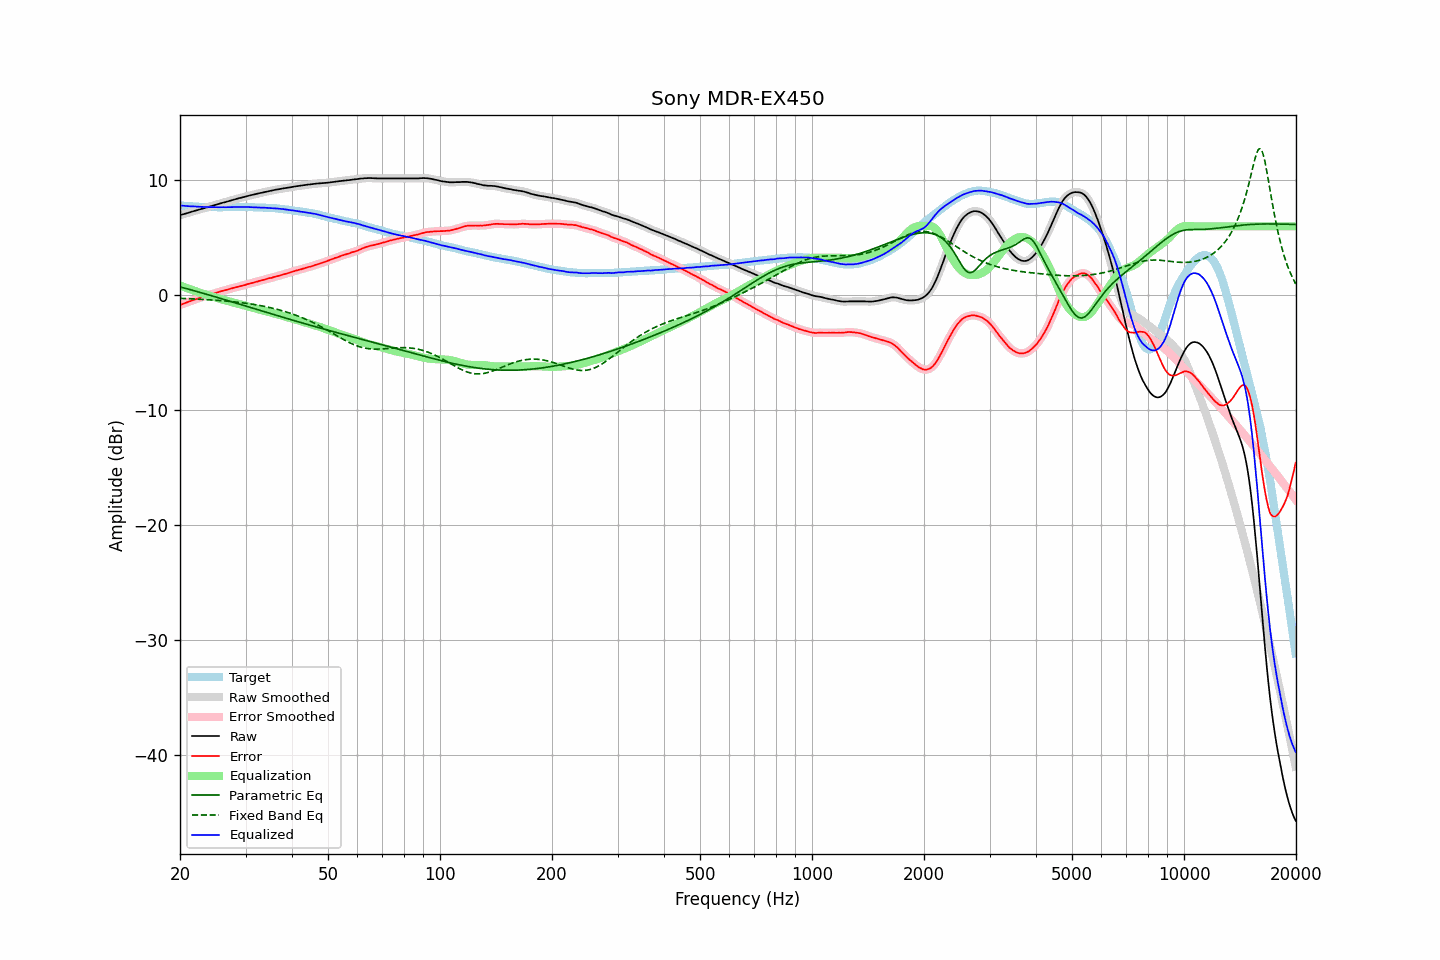 Sony MDR-EX450
Amplitude (dBr)
10
0
−10
−20
−30
−40
Target
Raw Smoothed
Error Smoothed
Raw
Error
Equalization
Parametric Eq
Fixed Band Eq
Equalized
20 50 100 200 500 1000 2000 5000 10000 20000
Frequency (Hz)